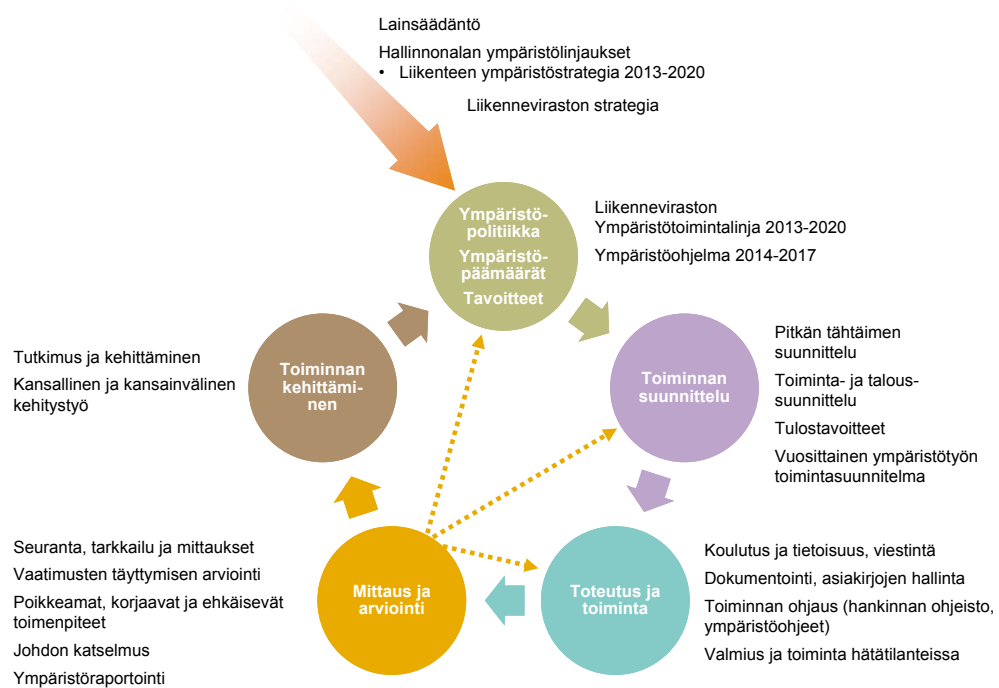 Lainsäädäntö
Hallinnonalan ympäristölinjaukset
• Liikenteen ympäristöstrategia 2013-2020
Liikenneviraston strategia
Ympäristö-
politiikka
Ympäristö-
päämäärät
Tavoitteet
Liikenneviraston
Ympäristötoimintalinja 2013-2020
Ympäristöohjelma 2014-2017
Toiminnan
suunnittelu
Pitkän tähtäimen
suunnittelu
Toiminta- ja talous-
suunnittelu
Tulostavoitteet
Vuosittainen ympäristötyön
toimintasuunnitelma
Toteutus ja
toiminta
Koulutus ja tietoisuus, viestintä
Dokumentointi, asiakirjojen hallinta
Toiminnan ohjaus (hankinnan ohjeisto,
ympäristöohjeet)
Valmius ja toiminta hätätilanteissa
Mittaus ja
arviointi
Seuranta, tarkkailu ja mittaukset
Vaatimusten täyttymisen arviointi
Poikkeamat, korjaavat ja ehkäisevät
toimenpiteet
Johdon katselmus
Ympäristöraportointi
Toiminnan
kehittämi-
nen
Tutkimus ja kehittäminen
Kansallinen ja kansainvälinen
kehitystyö